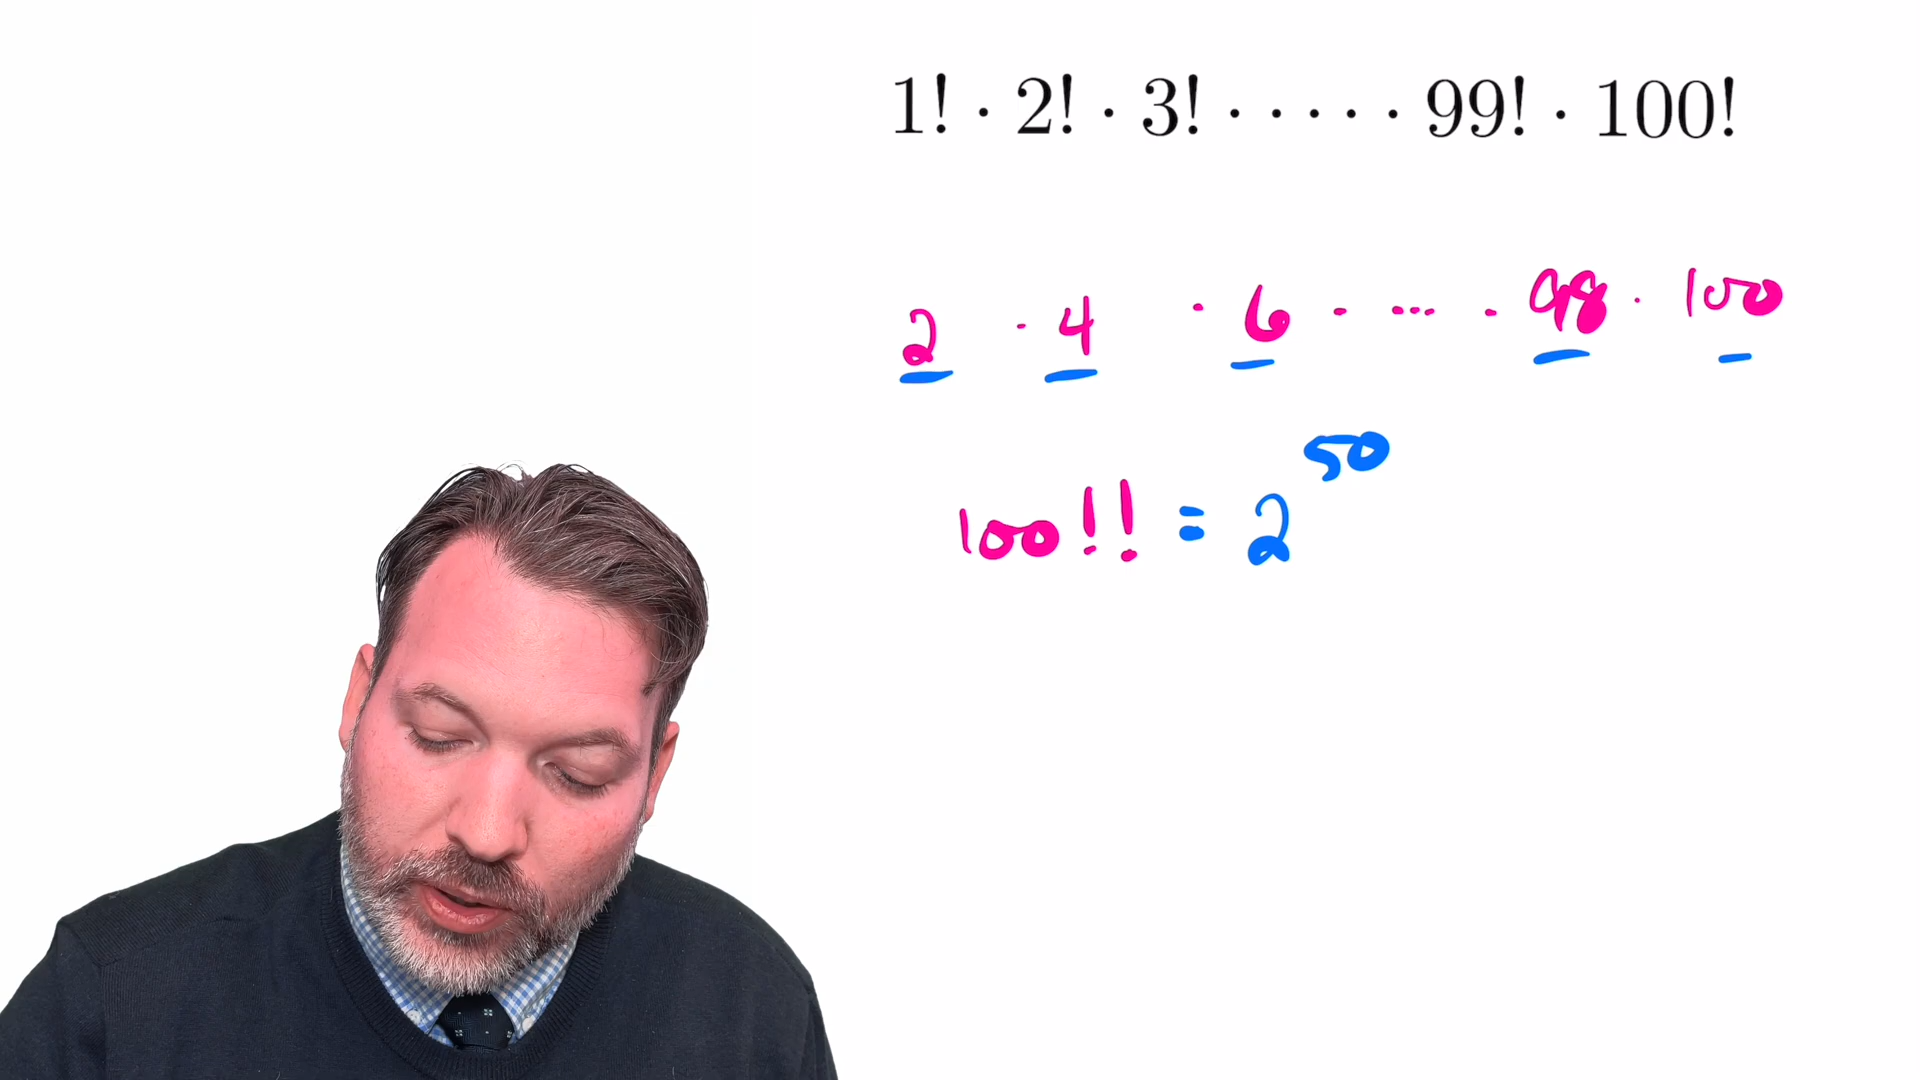 1! · 2! · 3! · · · · · 99! · 100!
2 · 4 · 6 · ... · 98 · 100
100!! = 2^50